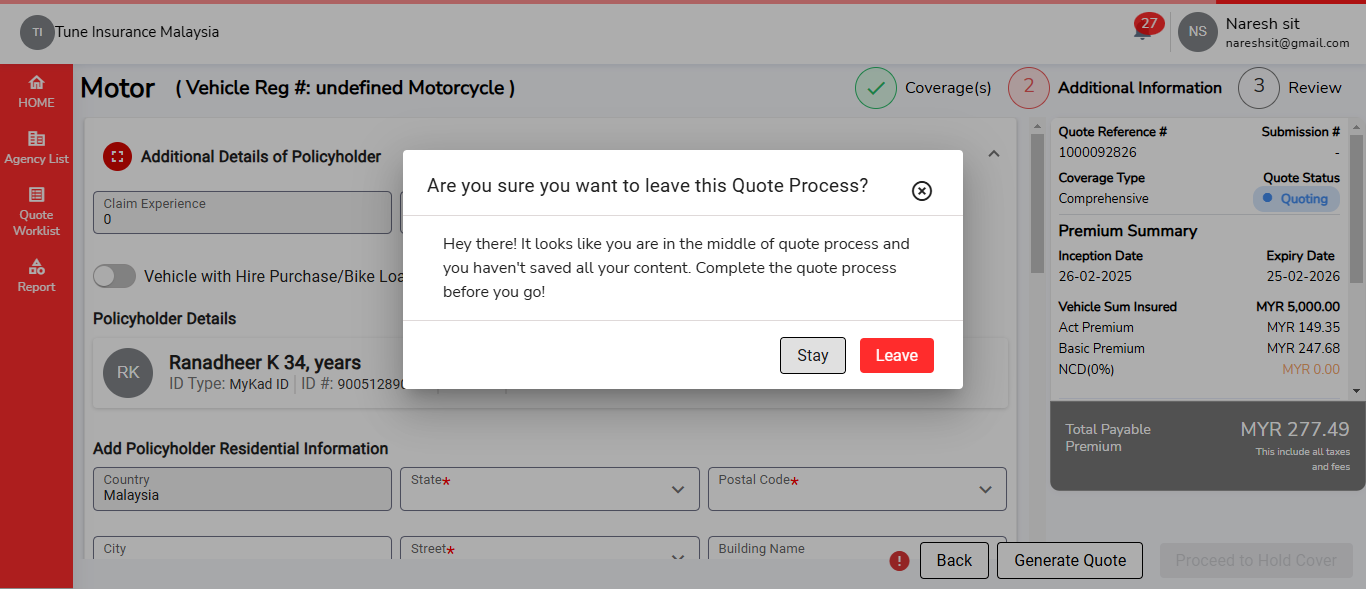 TI
Tune Insurance Malaysia
27
NS
Naresh sit
nareshsit@gmail.com
HOME
Agency List
Quote
Worklist
Report
Motor
( Vehicle Reg #: undefined Motorcycle )
Coverage(s)
2
Additional Information
3
Review
Additional Details of Policyholder
Claim Experience
0
Vehicle with Hire Purchase/Bike Loa
Policyholder Details
RK
Ranadheer K 34, years
ID Type: MyKad ID
ID #: 90051289
Add Policyholder Residential Information
Country
Malaysia
State*
Postal Code*
City
Street*
Building Name
Are you sure you want to leave this Quote Process?
Hey there! It looks like you are in the middle of quote process and
you haven't saved all your content. Complete the quote process
before you go!
Stay
Leave
Quote Reference #
Submission #
1000092826
-
Coverage Type
Quote Status
Comprehensive
Quoting
Premium Summary
Inception Date
Expiry Date
26-02-2025
25-02-2026
Vehicle Sum Insured
MYR 5,000.00
Act Premium
MYR 149.35
Basic Premium
MYR 247.68
NCD(0%)
MYR 0.00
Total Payable
Premium
MYR 277.49
This include all taxes
and fees
!
Back
Generate Quote
Proceed to Hold Cover